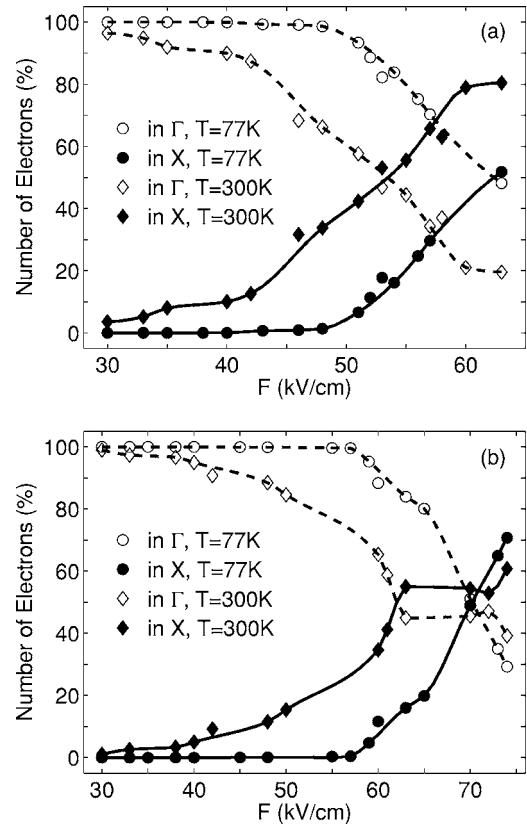 100
80
60
40
20
0
Number of Electrons (%)
(a)
in Γ, T=77K
in X, T=77K
in Γ, T=300K
in X, T=300K
30 40 50 60
F (kV/cm)
100
80
60
40
20
0
Number of Electrons (%)
(b)
in Γ, T=77K
in X, T=77K
in Γ, T=300K
in X, T=300K
30 40 50 60 70
F (kV/cm)